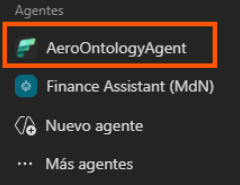 Agentes
AeroOntologyAgent
Finance Assistant (MdN)
Nuevo agente
Más agentes